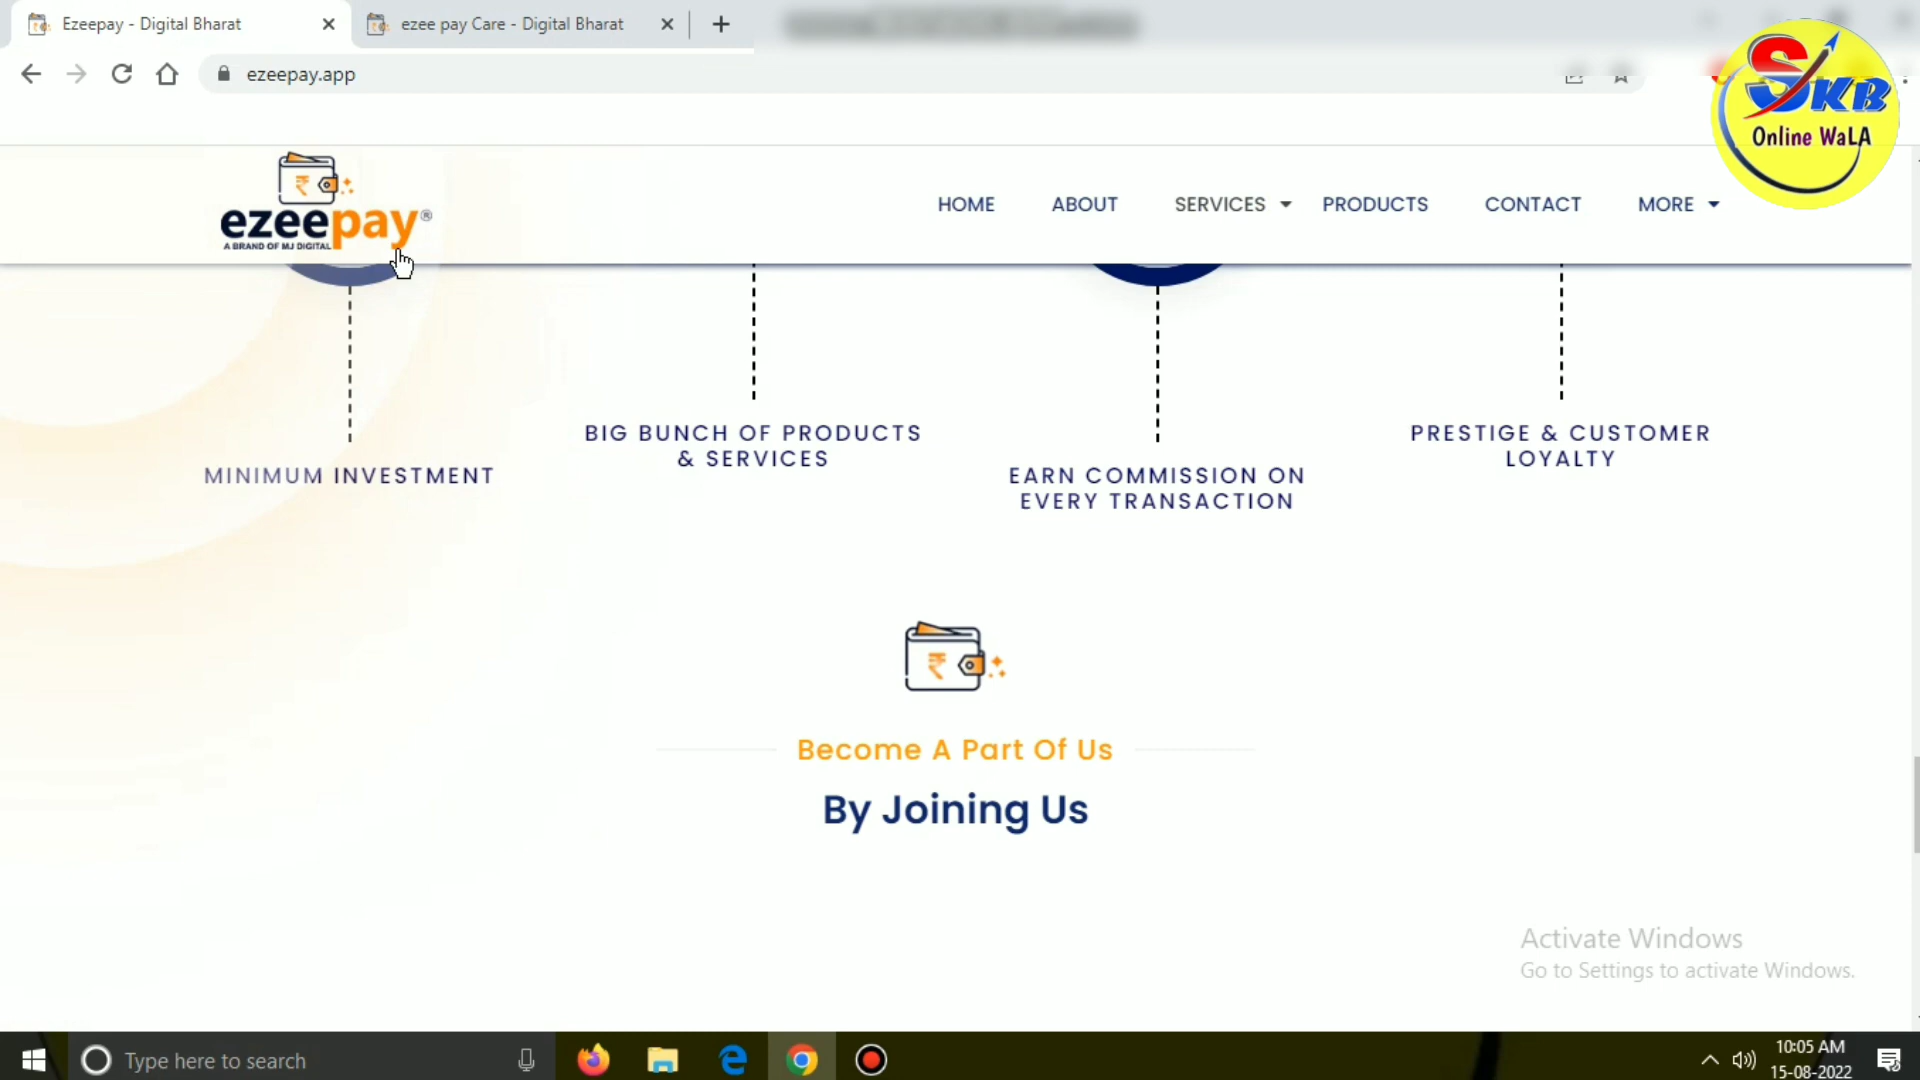 Ezeepay - Digital Bharat
ezee pay Care - Digital Bharat
ezeepay.app
SKB
Online WaLA
ezeepay®
A BRAND OF MJ DIGITAL
HOME
ABOUT
SERVICES
PRODUCTS
CONTACT
MORE
MINIMUM INVESTMENT
BIG BUNCH OF PRODUCTS
& SERVICES
EARN COMMISSION ON
EVERY TRANSACTION
PRESTIGE & CUSTOMER
LOYALTY
₹
Become A Part Of Us
By Joining Us
Activate Windows
Go to Settings to activate Windows.
Type here to search
10:05 AM
15-08-2022